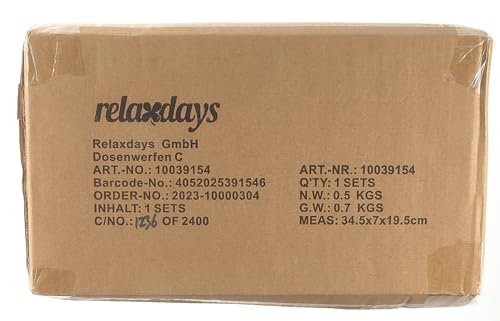 relaxdays
Relaxdays GmbH
Dosenwerfen C
ART.-NO.: 10039154
Barcode-No.: 4052025391546
ORDER-NO.: 2023-10000304
INHALT: 1 SETS
C/NO.: 1236 OF 2400
ART.-NR.: 10039154
Q'TY: 1 SETS
N.W.: 0.5 KGS
G.W.: 0.7 KGS
MEAS: 34.5x7x19.5cm